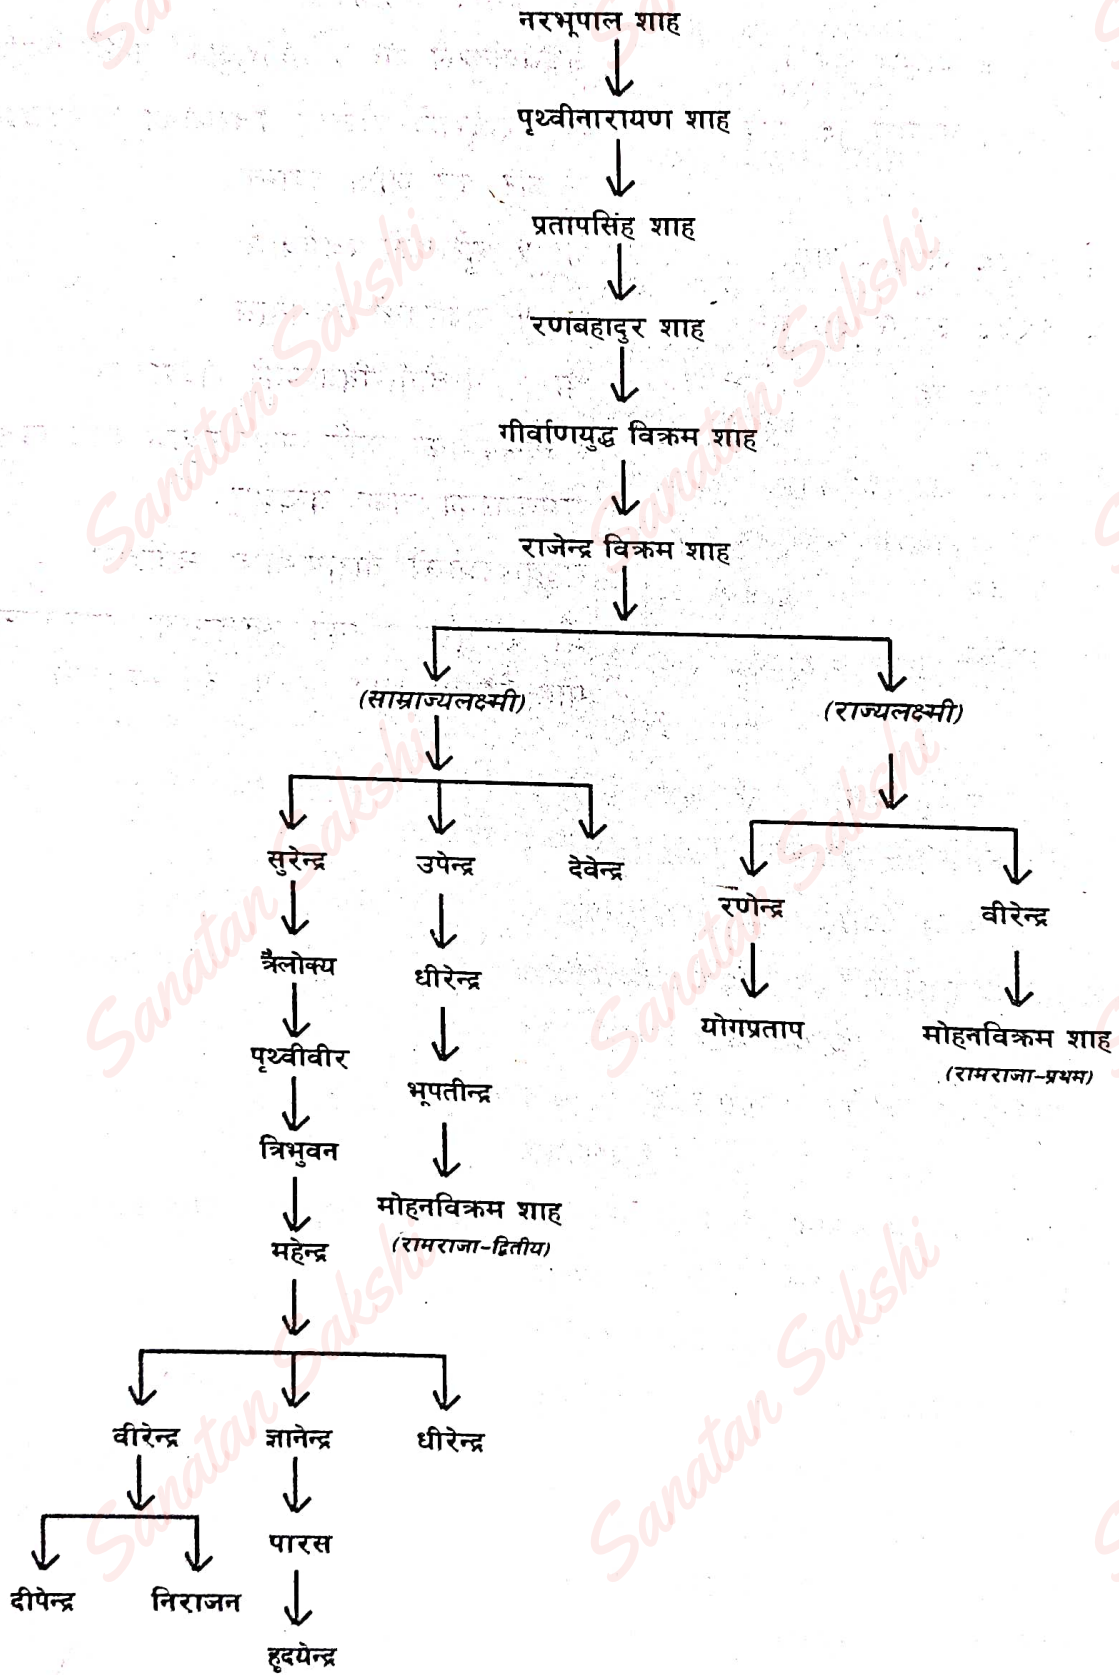 नरभूपाल शाह
पृथ्वीनारायण शाह
प्रतापसिंह शाह
रणबहादुर शाह
गीर्वाणयुद्ध विक्रम शाह
राजेन्द्र विक्रम शाह
(साम्राज्यलक्ष्मी)
(राज्यलक्ष्मी)
सुरेन्द्र
उपेन्द्र
देवेन्द्र
रणेन्द्र
वीरेन्द्र
त्रैलोक्य
धीरेन्द्र
योगप्रताप
मोहनविक्रम शाह
(रामराजा-प्रथम)
पृथ्वीवीर
भूपतीन्द्र
त्रिभुवन
मोहनविक्रम शाह
(रामराजा-द्वितीय)
महेन्द्र
वीरेन्द्र
ज्ञानेन्द्र
धीरेन्द्र
पारस
दीपेन्द्र
निराजन
हृदयेन्द्र
Sanatan Sakshi